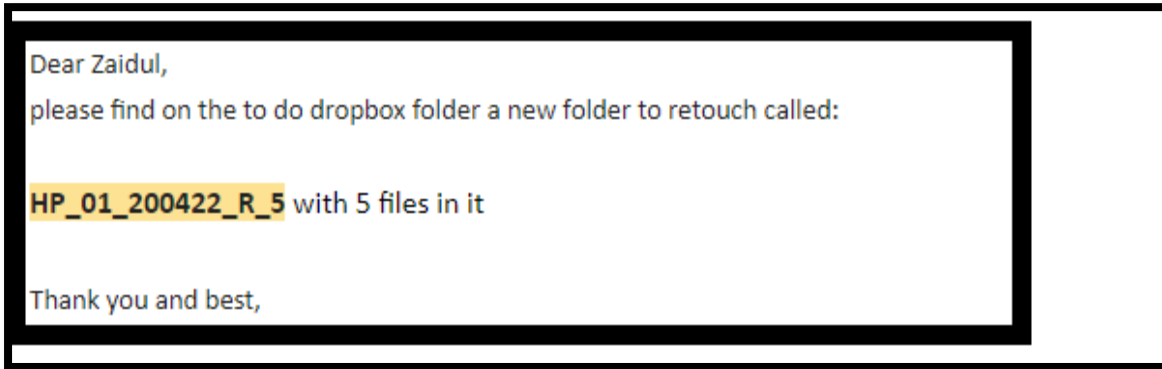 Dear Zaidul,
please find on the to do dropbox folder a new folder to retouch called:
HP_01_200422_R_5 with 5 files in it
Thank you and best,